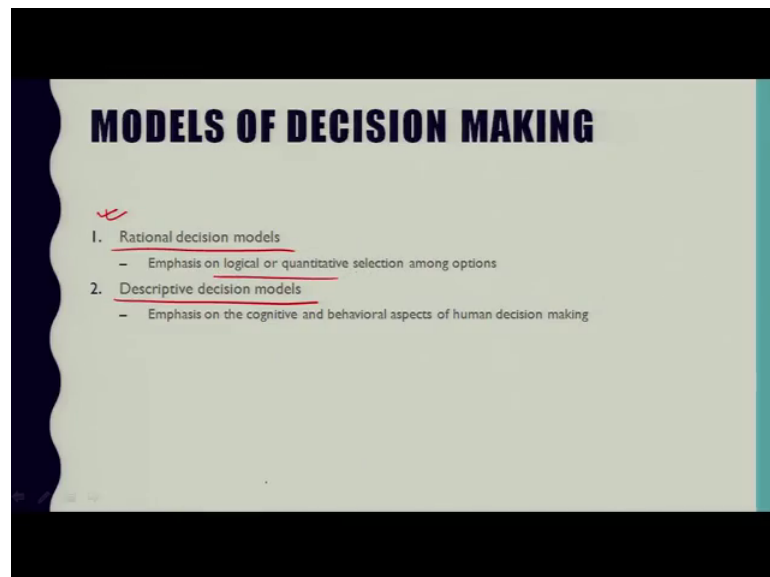 MODELS OF DECISION MAKING
1. Rational decision models
– Emphasis on logical or quantitative selection among options
2. Descriptive decision models
– Emphasis on the cognitive and behavioral aspects of human decision making